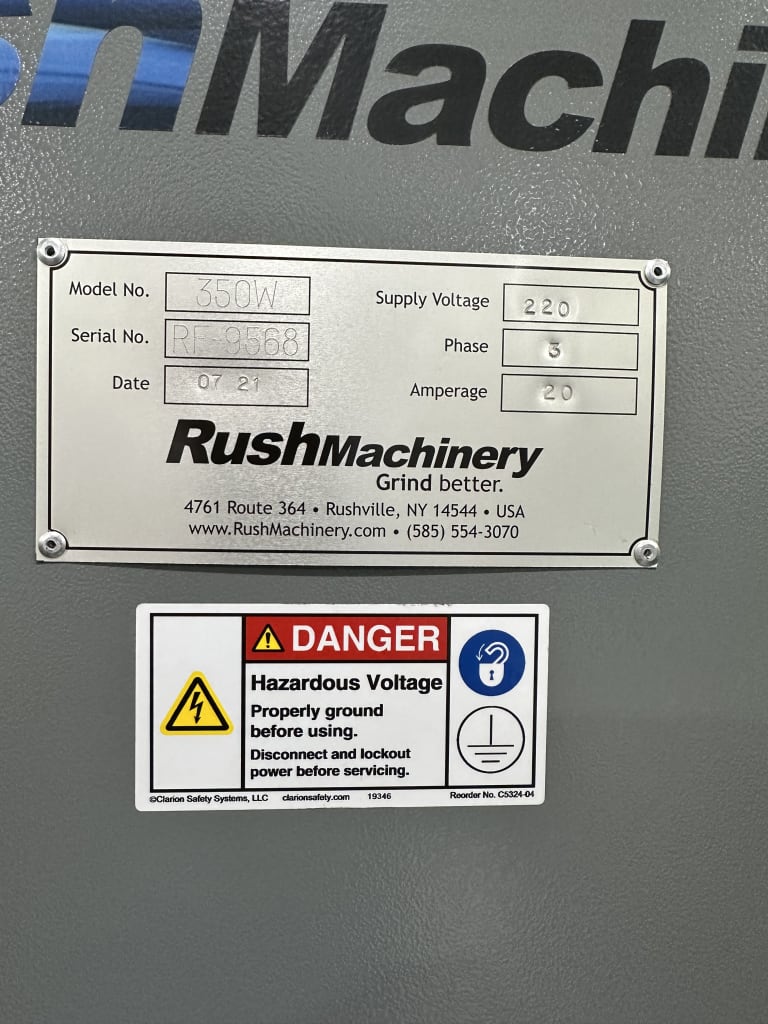 shMachin
Model No. 350W
Serial No. RF-9568
Date 07 21
Supply Voltage 220
Phase 3
Amperage 20
RushMachinery
Grind better.
4761 Route 364 • Rushville, NY 14544 • USA
www.RushMachinery.com • (585) 554-3070
DANGER
Hazardous Voltage
Properly ground
before using.
Disconnect and lockout
power before servicing.
©Clarion Safety Systems, LLC clarionsafety.com 19346 Reorder No. C5324-04